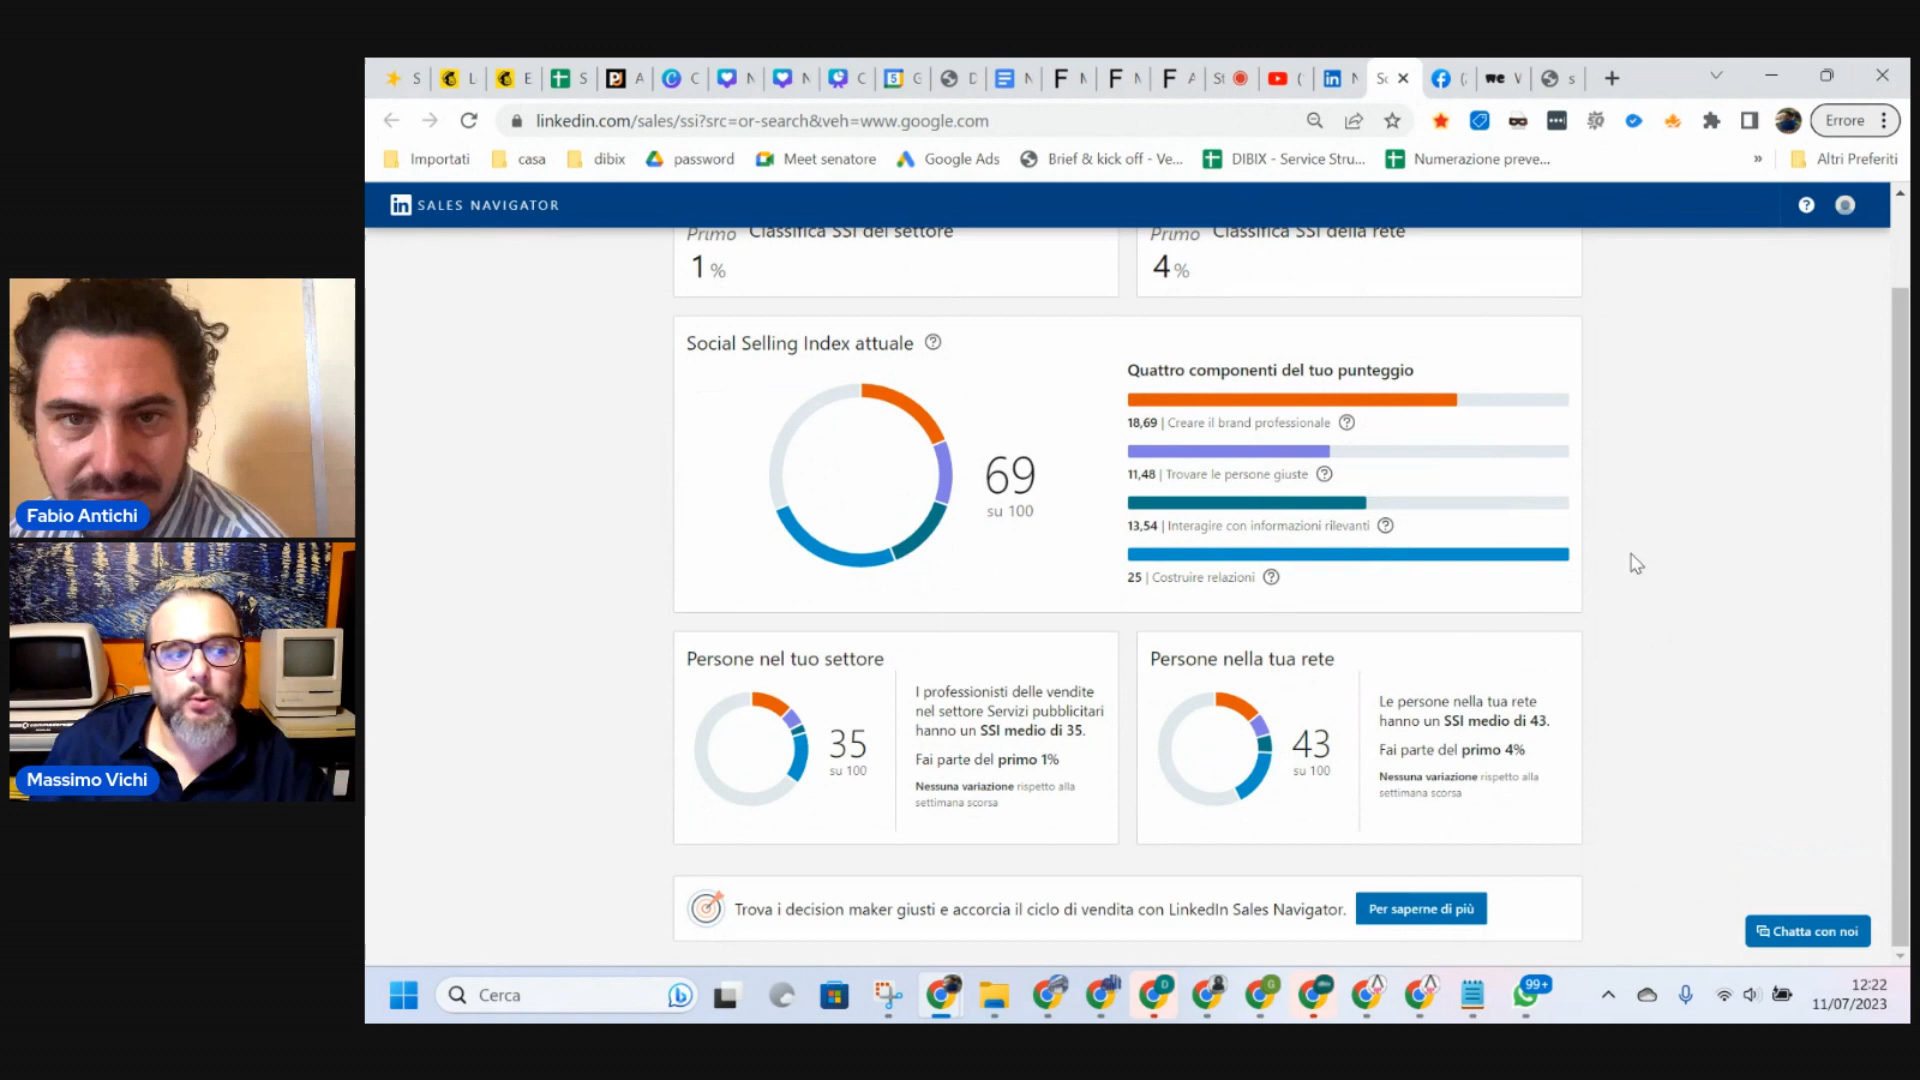 S
L
E
S
A
C
N
N
C
5
G
D
N
F
M
F
M
F
A
St
(
in
N
Sc
(
we
V
s
linkedin.com/sales/ssi?src=or-search&veh=www.google.com
Errore
Importati
casa
dibix
password
Meet senatore
Google Ads
Brief & kick off - Ve...
DIBIX - Service Stru...
Numerazione preve...
»
Altri Preferiti
in SALES NAVIGATOR
Primo Classifica SSI del settore
1 %
Primo Classifica SSI della rete
4 %
Social Selling Index attuale
69
su 100
Quattro componenti del tuo punteggio
18,69 | Creare il brand professionale
11,48 | Trovare le persone giuste
13,54 | Interagire con informazioni rilevanti
25 | Costruire relazioni
Persone nel tuo settore
35
su 100
I professionisti delle vendite
nel settore Servizi pubblicitari
hanno un SSI medio di 35.
Fai parte del primo 1%
Nessuna variazione rispetto alla
settimana scorsa
Persone nella tua rete
43
su 100
Le persone nella tua rete
hanno un SSI medio di 43.
Fai parte del primo 4%
Nessuna variazione rispetto alla
settimana scorsa
Trova i decision maker giusti e accorcia il ciclo di vendita con LinkedIn Sales Navigator.
Per saperne di più
Chatta con noi
Fabio Antichi
Massimo Vichi
Cerca
D
G
99+
12:22
11/07/2023